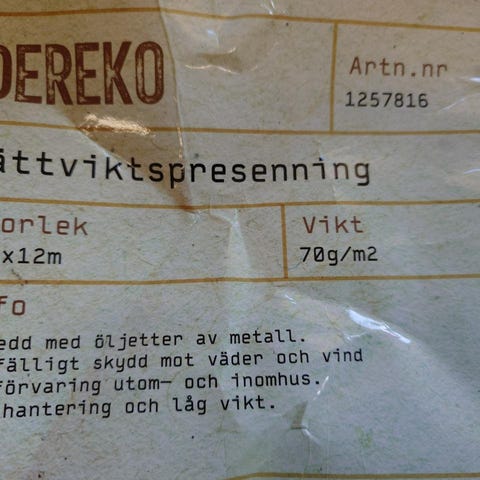 DEREKO
Artn.nr
1257816
ättviktspresenning
orlek
x12m
Vikt
70g/m2
fo
edd med öljetter av metall.
fälligt skydd mot väder och vind
förvaring utom- och inomhus.
hantering och låg vikt.